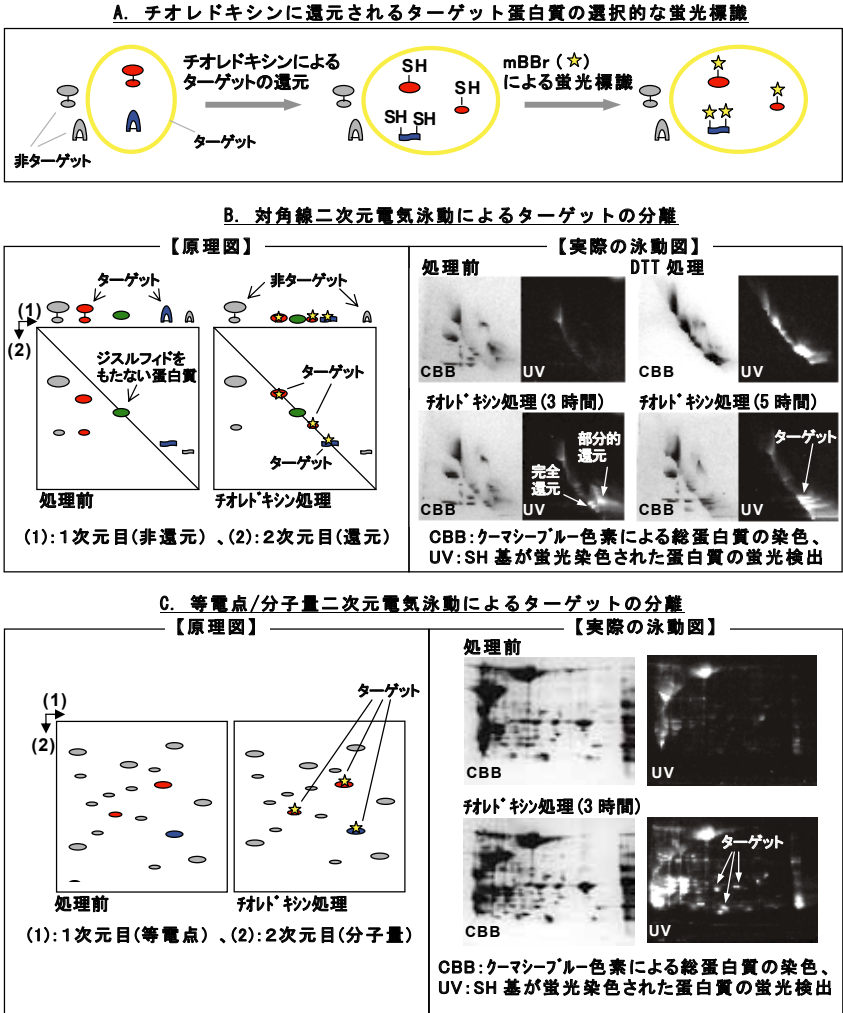 A. チオレドキシンに還元されるターゲット蛋白質の選択的な蛍光標識
チオレドキシンによる
ターゲットの還元
mBBr(☆)
による蛍光標識
非ターゲット
ターゲット
SH
SH
SH
SH
B. 対角線二次元電気泳動によるターゲットの分離
【原理図】
ターゲット
非ターゲット
(1)
(2)
ジスルフィドを
もたない蛋白質
ターゲット
ターゲット
処理前
チオレドキシン処理
(1):1次元目(非還元)、(2):2次元目(還元)
【実際の泳動図】
処理前
DTT 処理
CBB
UV
CBB
UV
チオレドキシン処理(3時間)
チオレドキシン処理(5時間)
部分的
還元
完全
還元
ターゲット
CBB
UV
CBB
UV
CBB:クーマシーブルー色素による総蛋白質の染色、
UV:SH 基が蛍光染色された蛋白質の蛍光検出
C. 等電点/分子量二次元電気泳動によるターゲットの分離
【原理図】
(1)
(2)
ターゲット
処理前
チオレドキシン処理
(1):1次元目(等電点)、(2):2次元目(分子量)
【実際の泳動図】
処理前
CBB
UV
チオレドキシン処理(3時間)
ターゲット
CBB
UV
CBB:クーマシーブルー色素による総蛋白質の染色、
UV:SH 基が蛍光染色された蛋白質の蛍光検出